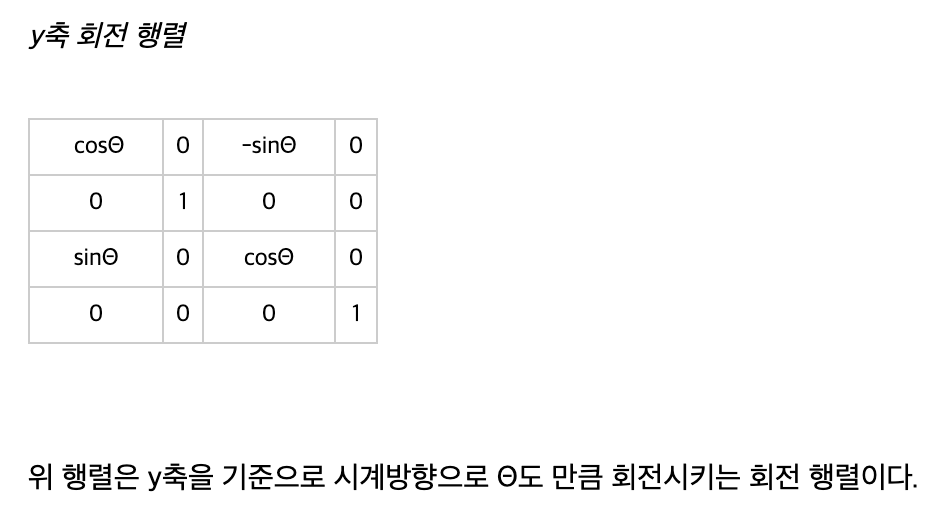 y축 회전 행렬
cosΘ 0 -sinΘ 0
0 1 0 0
sinΘ 0 cosΘ 0
0 0 0 1
위 행렬은 y축을 기준으로 시계방향으로 Θ도 만큼 회전시키는 회전 행렬이다.